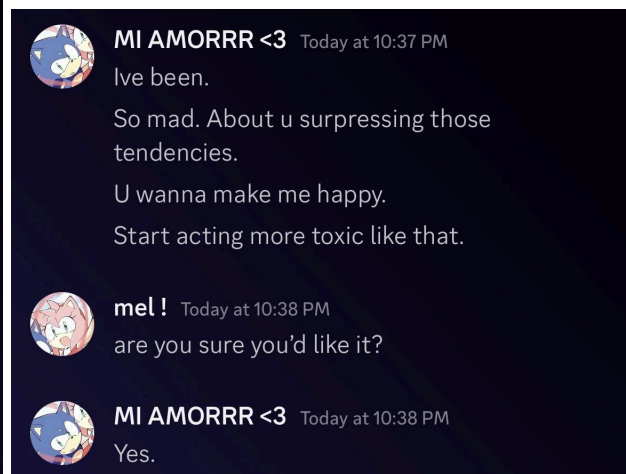 MI AMORRR <3 Today at 10:37 PM
Ive been.
So mad. About u surpressing those
tendencies.
U wanna make me happy.
Start acting more toxic like that.
mel ! Today at 10:38 PM
are you sure you'd like it?
MI AMORRR <3 Today at 10:38 PM
Yes.